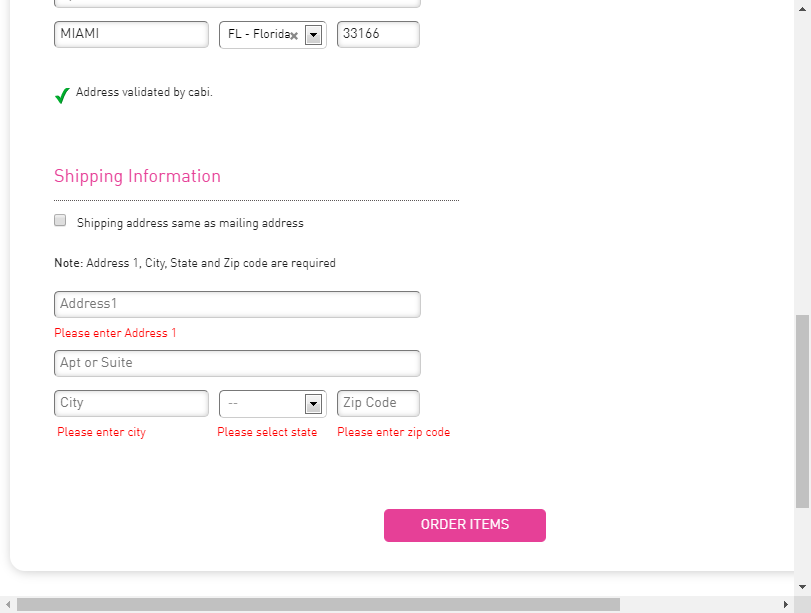 MIAMI FL - Florida 33166
Address validated by cabi.
Shipping Information
Shipping address same as mailing address
Note: Address 1, City, State and Zip code are required
Address1
Please enter Address 1
Apt or Suite
City -- Zip Code
Please enter city Please select state Please enter zip code
ORDER ITEMS